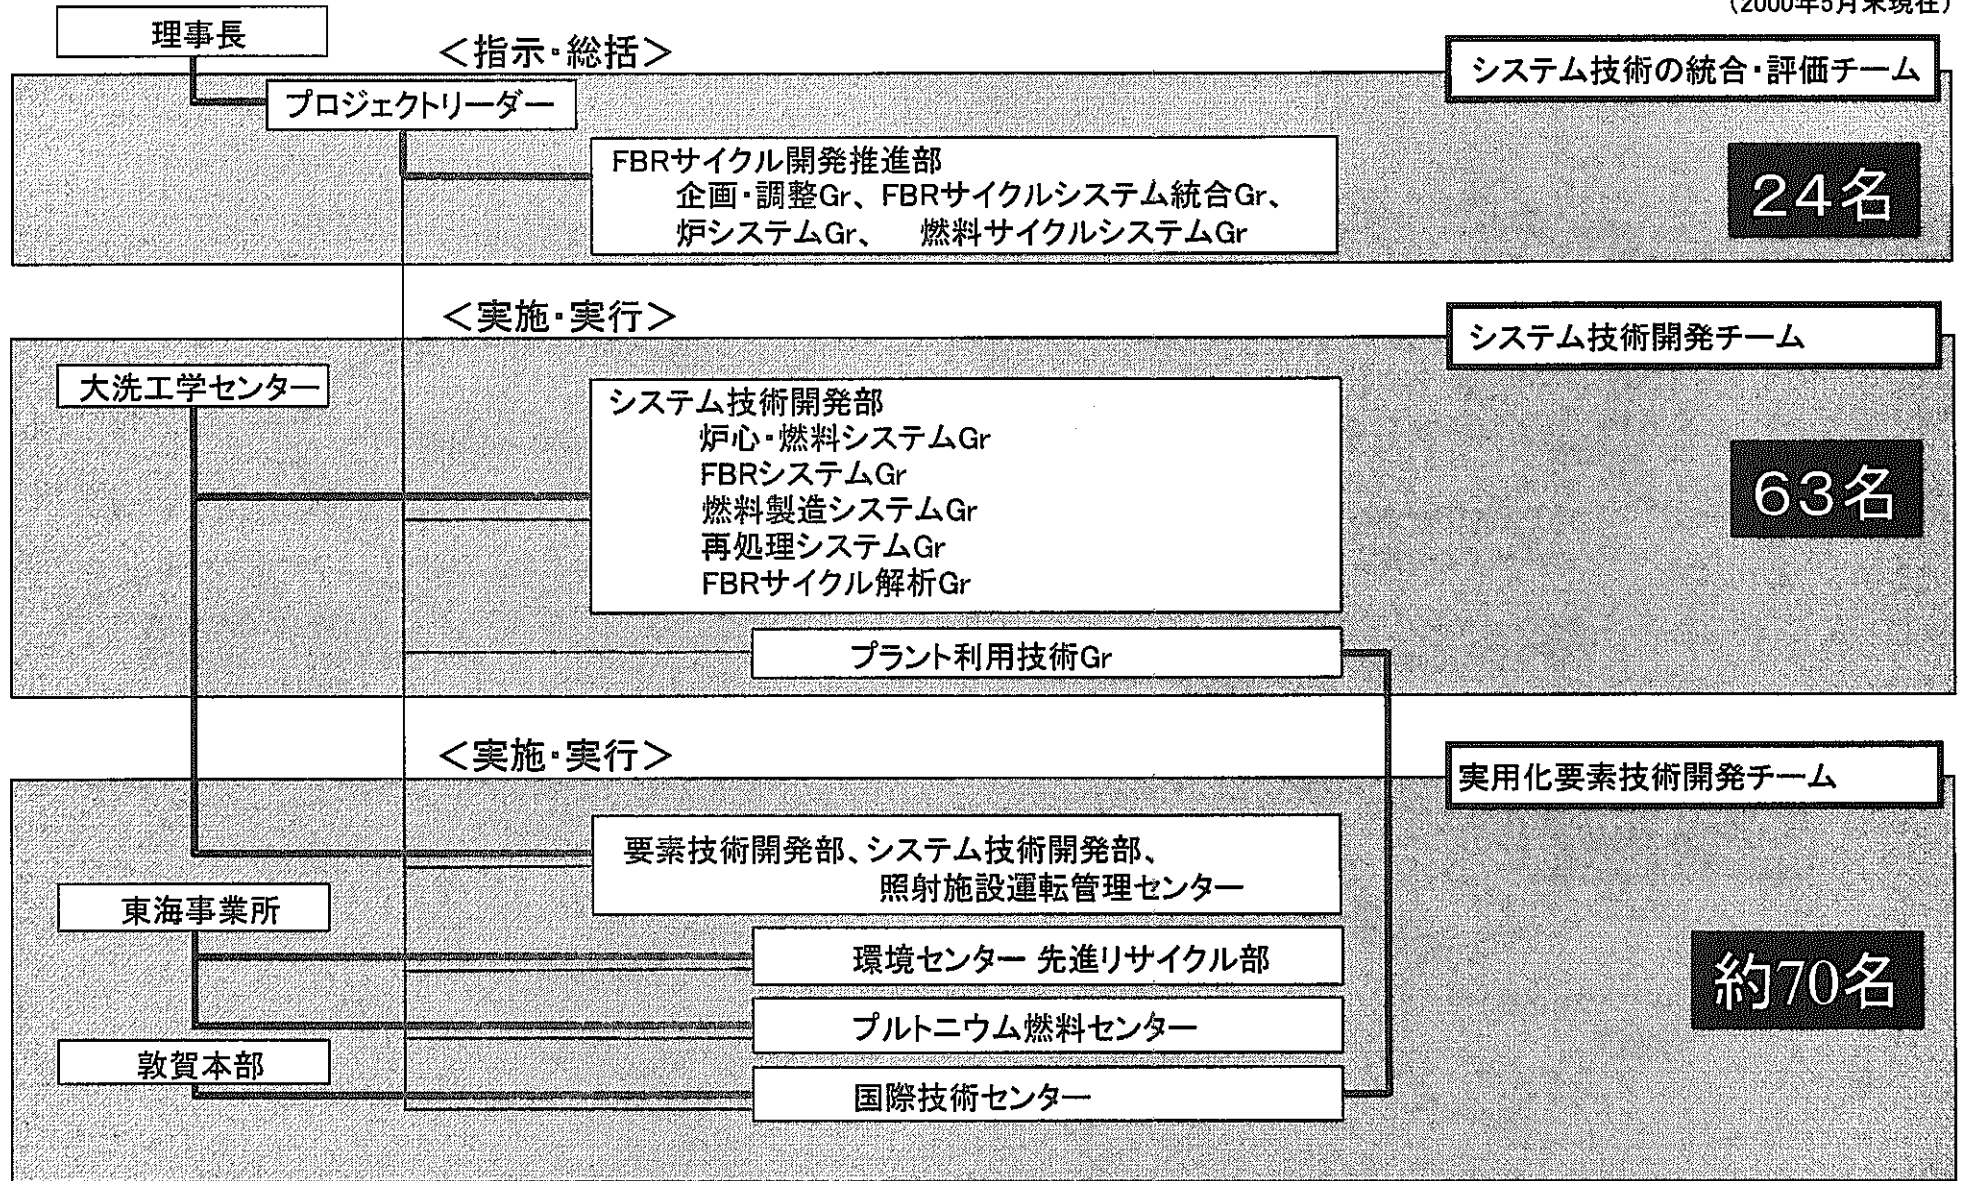 （2000年5月末現在）
理事長
＜指示・総括＞
システム技術の統合・評価チーム
プロジェクトリーダー
FBRサイクル開発推進部
企画・調整Gr、FBRサイクルシステム統合Gr、
炉システムGr、 燃料サイクルシステムGr
24名
＜実施・実行＞
システム技術開発チーム
大洗工学センター
システム技術開発部
炉心・燃料システムGr
FBRシステムGr
燃料製造システムGr
再処理システムGr
FBRサイクル解析Gr
63名
プラント利用技術Gr
＜実施・実行＞
実用化要素技術開発チーム
要素技術開発部、システム技術開発部、
照射施設運転管理センター
東海事業所
環境センター 先進リサイクル部
約70名
プルトニウム燃料センター
敦賀本部
国際技術センター